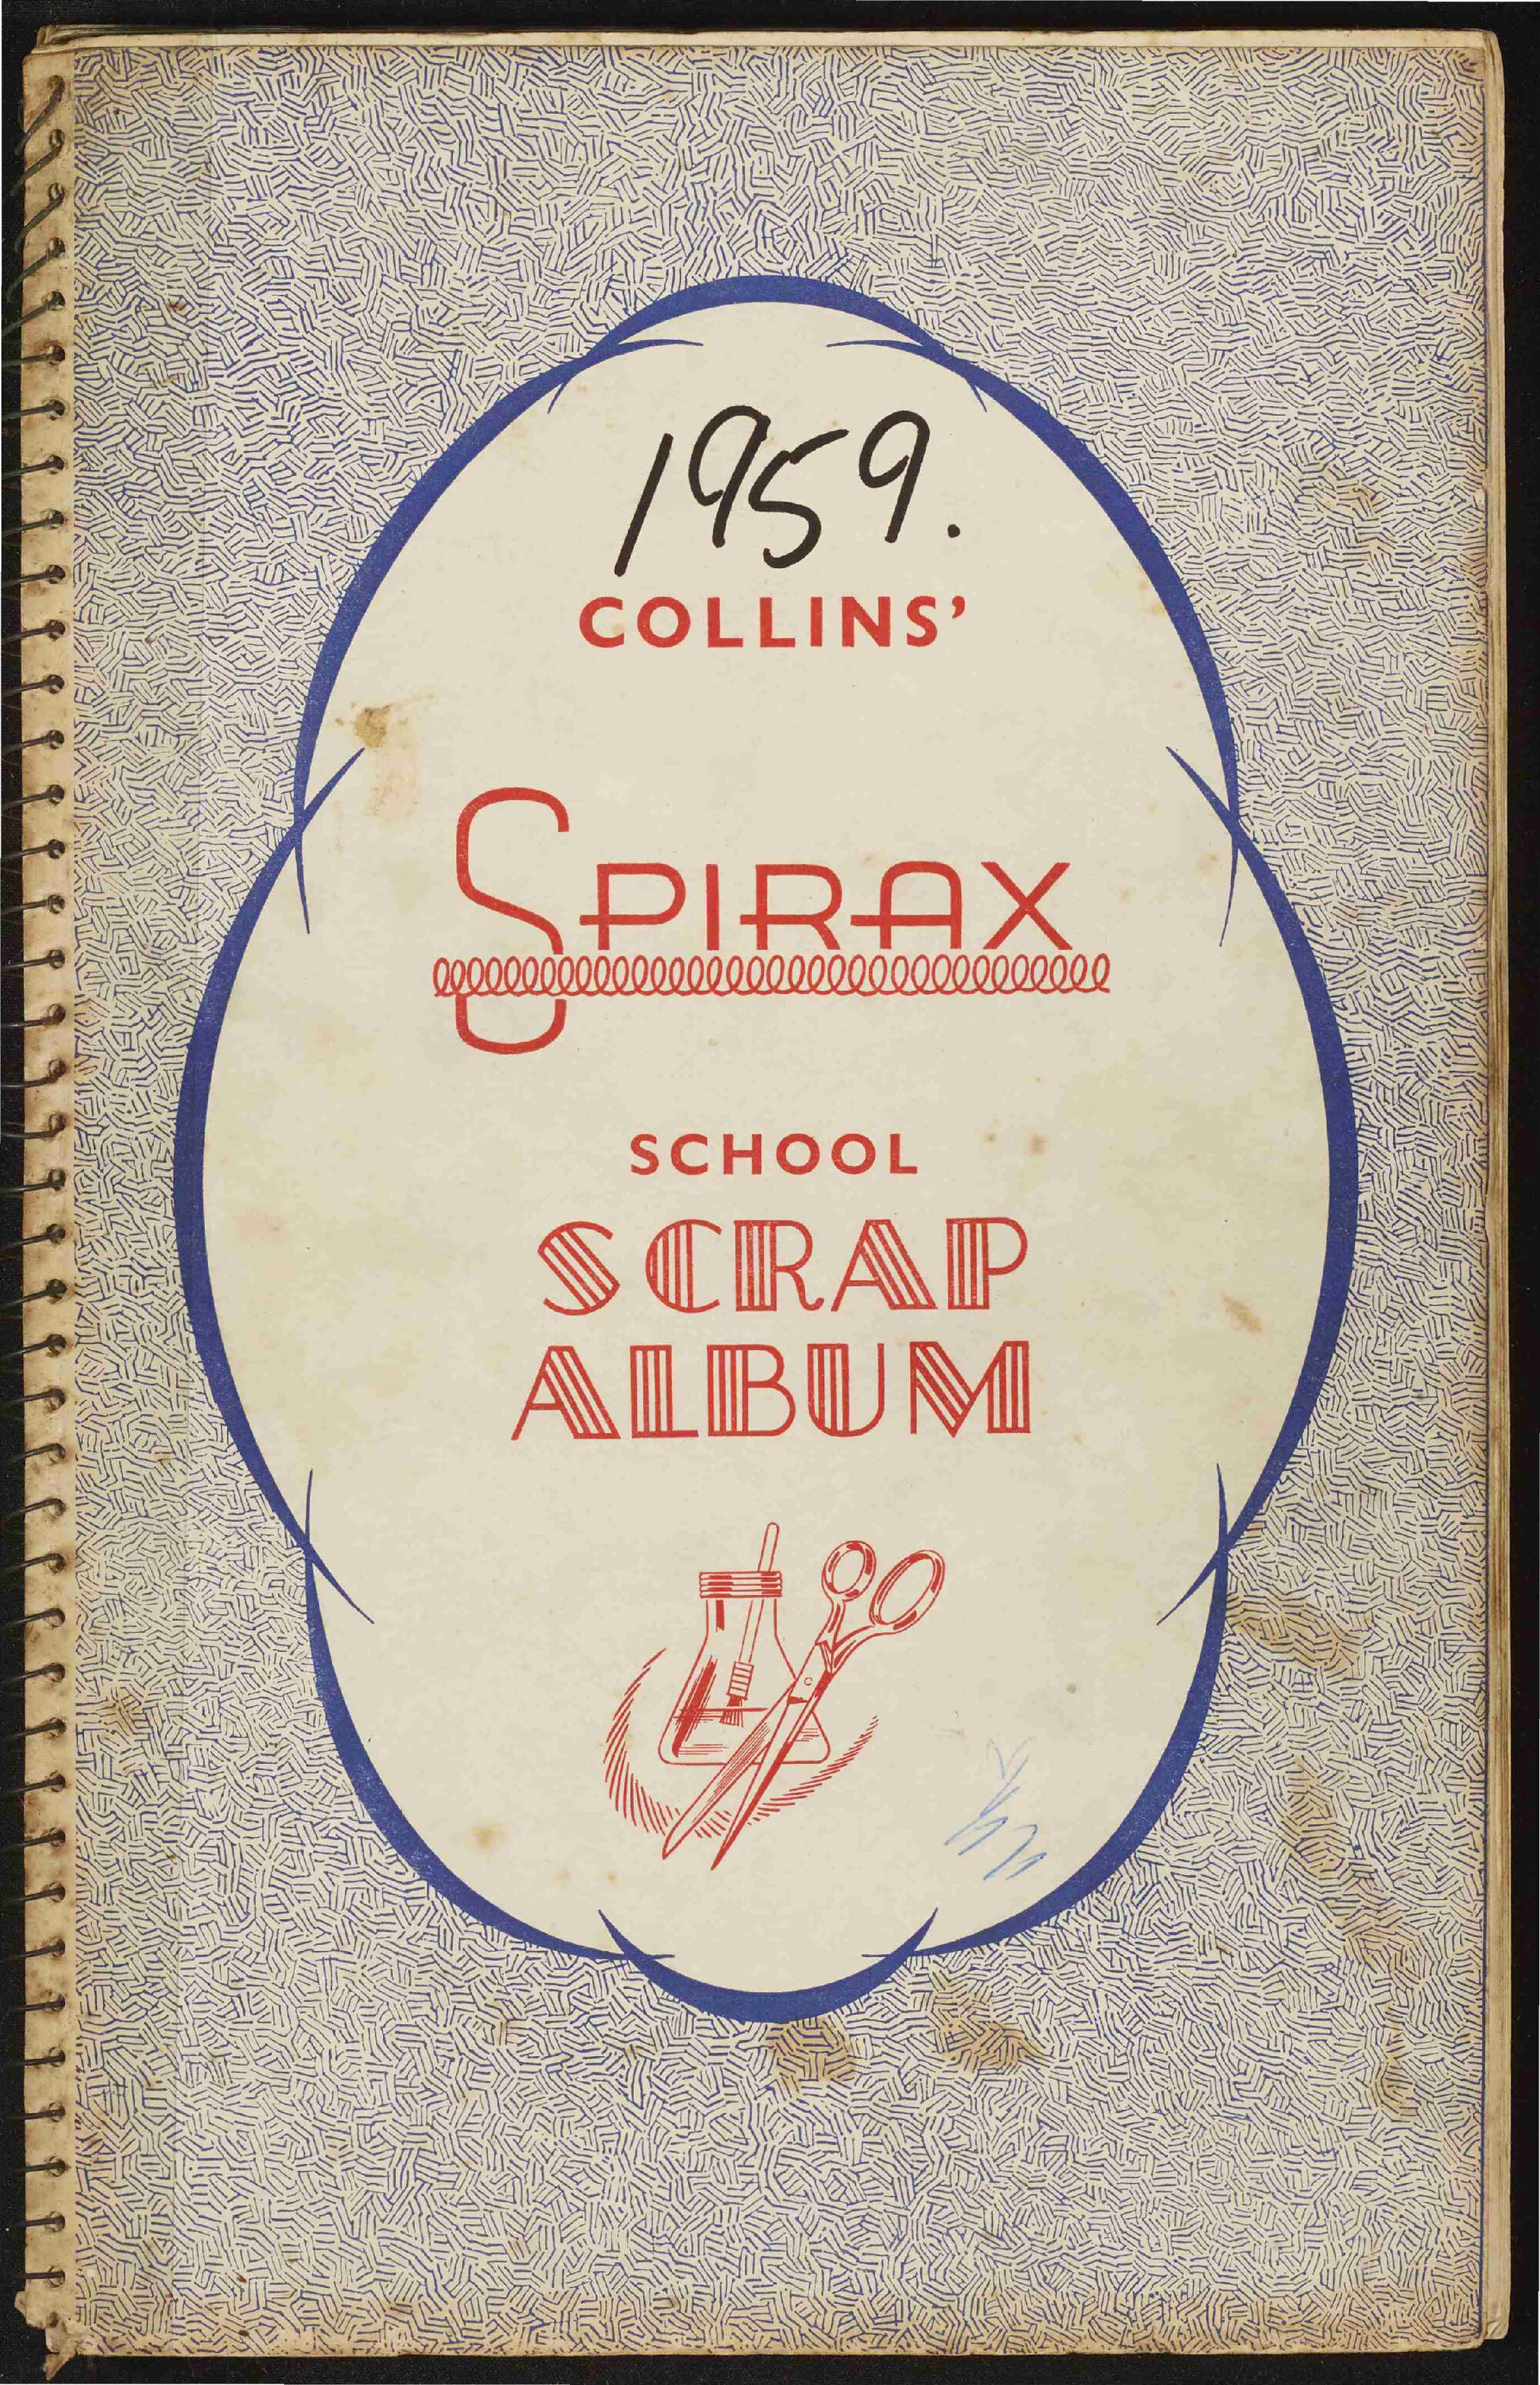 1959.
COLLINS’
SPIRAX
SCHOOL
SCRAP
ALBUM